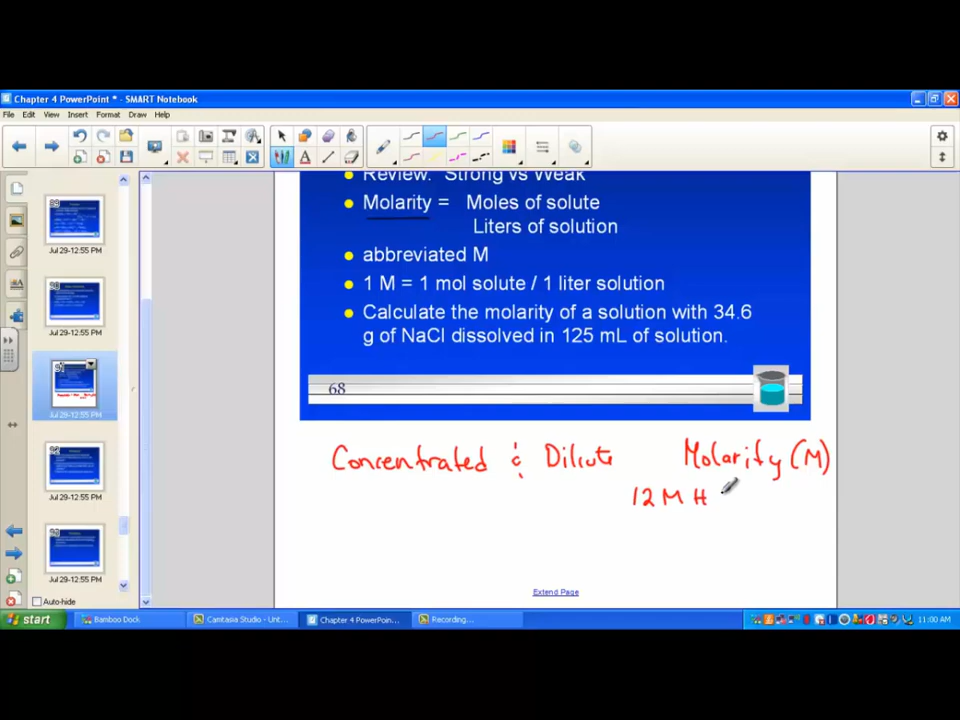 Chapter 4 PowerPoint * - SMART Notebook
File Edit View Insert Format Draw Help
Jul 29-12:55 PM
Jul 29-12:55 PM
Jul 29-12:55 PM
Jul 29-12:55 PM
Jul 29-12:55 PM
Auto-hide
Review: Strong vs Weak
Molarity = Moles of solute
Liters of solution
abbreviated M
1 M = 1 mol solute / 1 liter solution
Calculate the molarity of a solution with 34.6
g of NaCl dissolved in 125 mL of solution.
68
Concentrated & Dilute Molarity (M)
12 M H
Extend Page
start Bamboo Dock Camtasia Studio - Unt... Chapter 4 PowerPoin... Recording... 11:00 AM